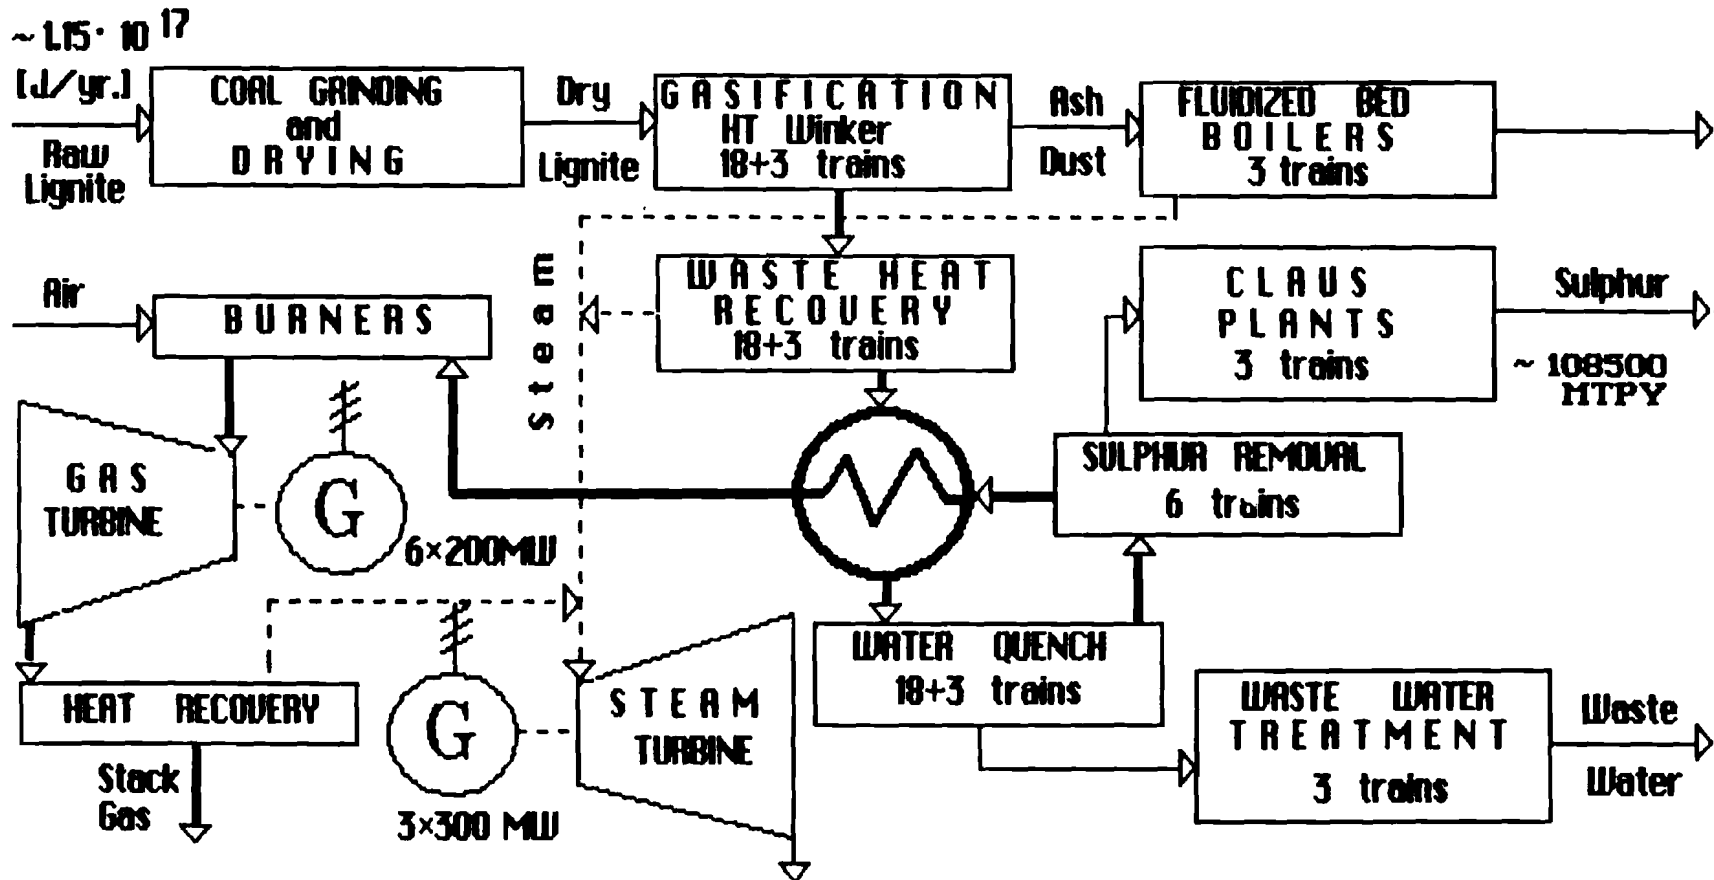 ~ 1.15· 10 17
[J/yr.]
Raw
Lignite
COAL GRINDING
and
DRYING
Dry
Lignite
GASIFICATION
HT Winker
18+3 trains
Ash
Dust
FLUIDIZED BED
BOILERS
3 trains
Steam
WASTE HEAT
RECOVERY
18+3 trains
CLAUS
PLANTS
3 trains
Sulphur
~ 108500
MTPY
Air
BURNERS
GAS
TURBINE
G
6×200MW
SULPHUR REMOVAL
6 trains
HEAT RECOVERY
Stack
Gas
G
3×300 MW
STEAM
TURBINE
WATER QUENCH
18+3 trains
WASTE WATER
TREATMENT
3 trains
Waste
Water